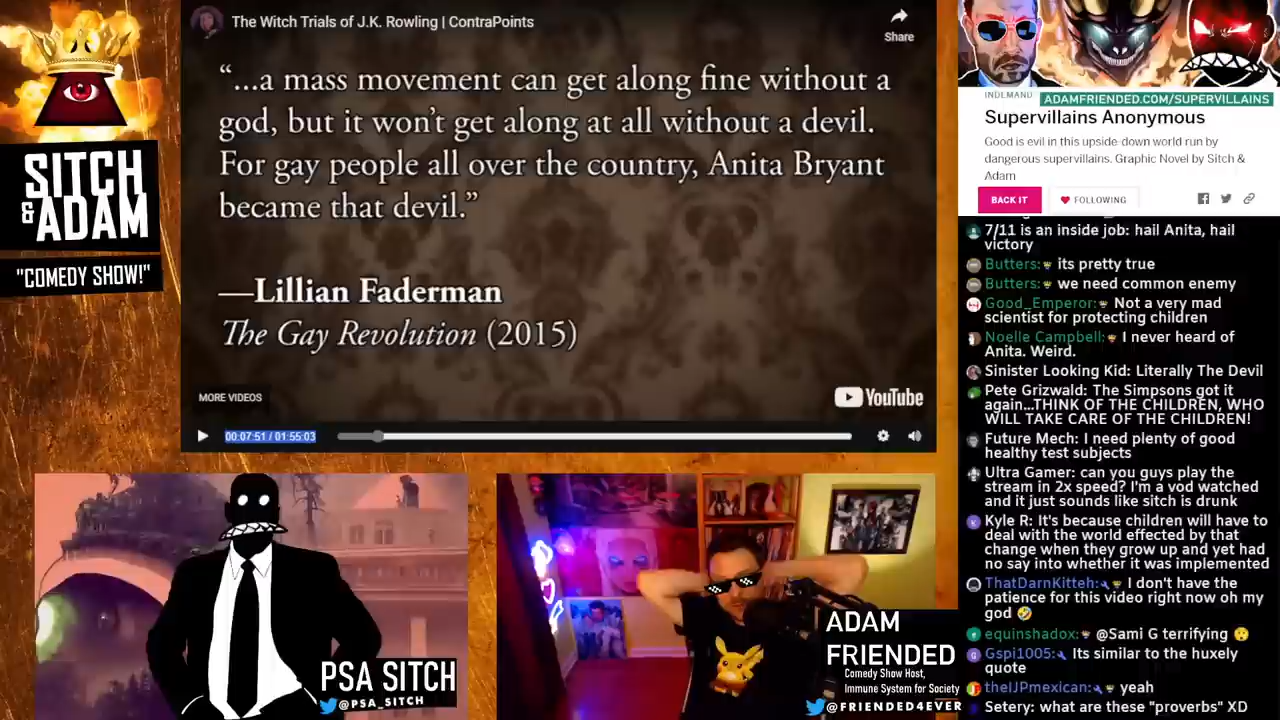 The Witch Trials of J.K. Rowling | ContraPoints
Share
“...a mass movement can get along fine without a
god, but it won’t get along at all without a devil.
For gay people all over the country, Anita Bryant
became that devil.”
—Lillian Faderman
The Gay Revolution (2015)
MORE VIDEOS
YouTube
00:07:51 / 01:55:03
SITCH
& ADAM
"COMEDY SHOW!"
PSA SITCH
@PSA_SITCH
ADAM
FRIENDED
Comedy Show Host,
Immune System for Society
@FRIENDED4EVER
INDEMAND
ADAMFRIENDED.COM/SUPERVILLAINS
Supervillains Anonymous
Good is evil in this upside-down world run by
dangerous supervillains. Graphic Novel by Sitch &
Adam
BACK IT
FOLLOWING
7/11 is an inside job: hail Anita, hail
victory
Butters: its pretty true
Butters: we need common enemy
Good_Emperor: Not a very mad
scientist for protecting children
Noelle Campbell: I never heard of
Anita. Weird.
Sinister Looking Kid: Literally The Devil
Pete Grizwald: The Simpsons got it
again...THINK OF THE CHILDREN, WHO
WILL TAKE CARE OF THE CHILDREN!
Future Mech: I need plenty of good
healthy test subjects
Ultra Gamer: can you guys play the
stream in 2x speed? I'm a vod watched
and it just sounds like sitch is drunk
Kyle R: It's because children will have to
deal with the world effected by that
change when they grow up and yet had
no say into whether it was implemented
ThatDarnKitteh: I don't have the
patience for this video right now oh my
god 🤣
equinshadox: @Sami G terrifying 😯
Gspi1005: Its similar to the huxely
quote
theIJPmexican: yeah
Setery: what are these "proverbs" XD